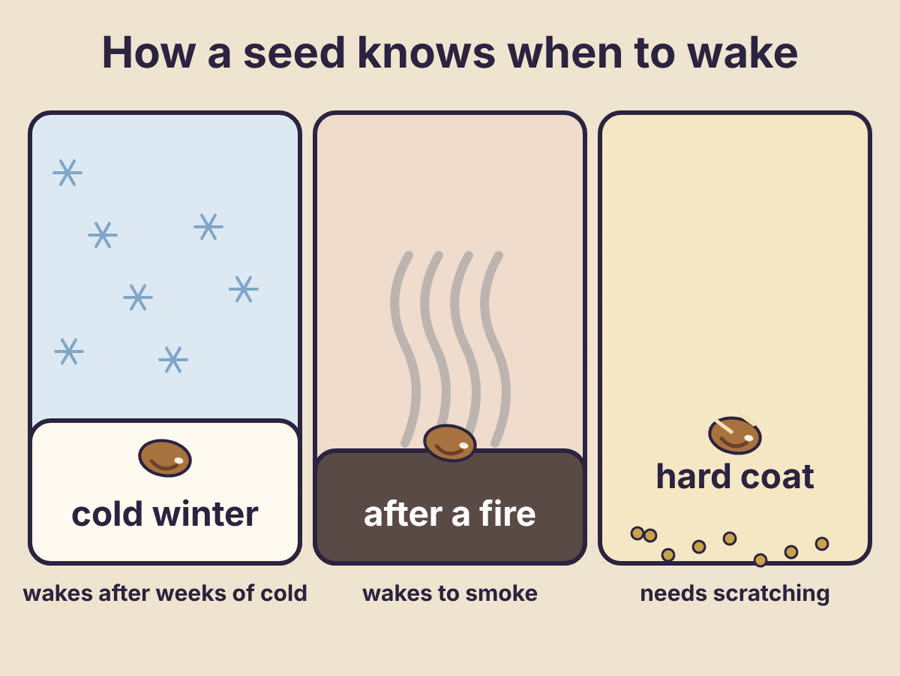 How a seed knows when to wake
cold winter
after a fire
hard coat
wakes after weeks of cold
wakes to smoke
needs scratching